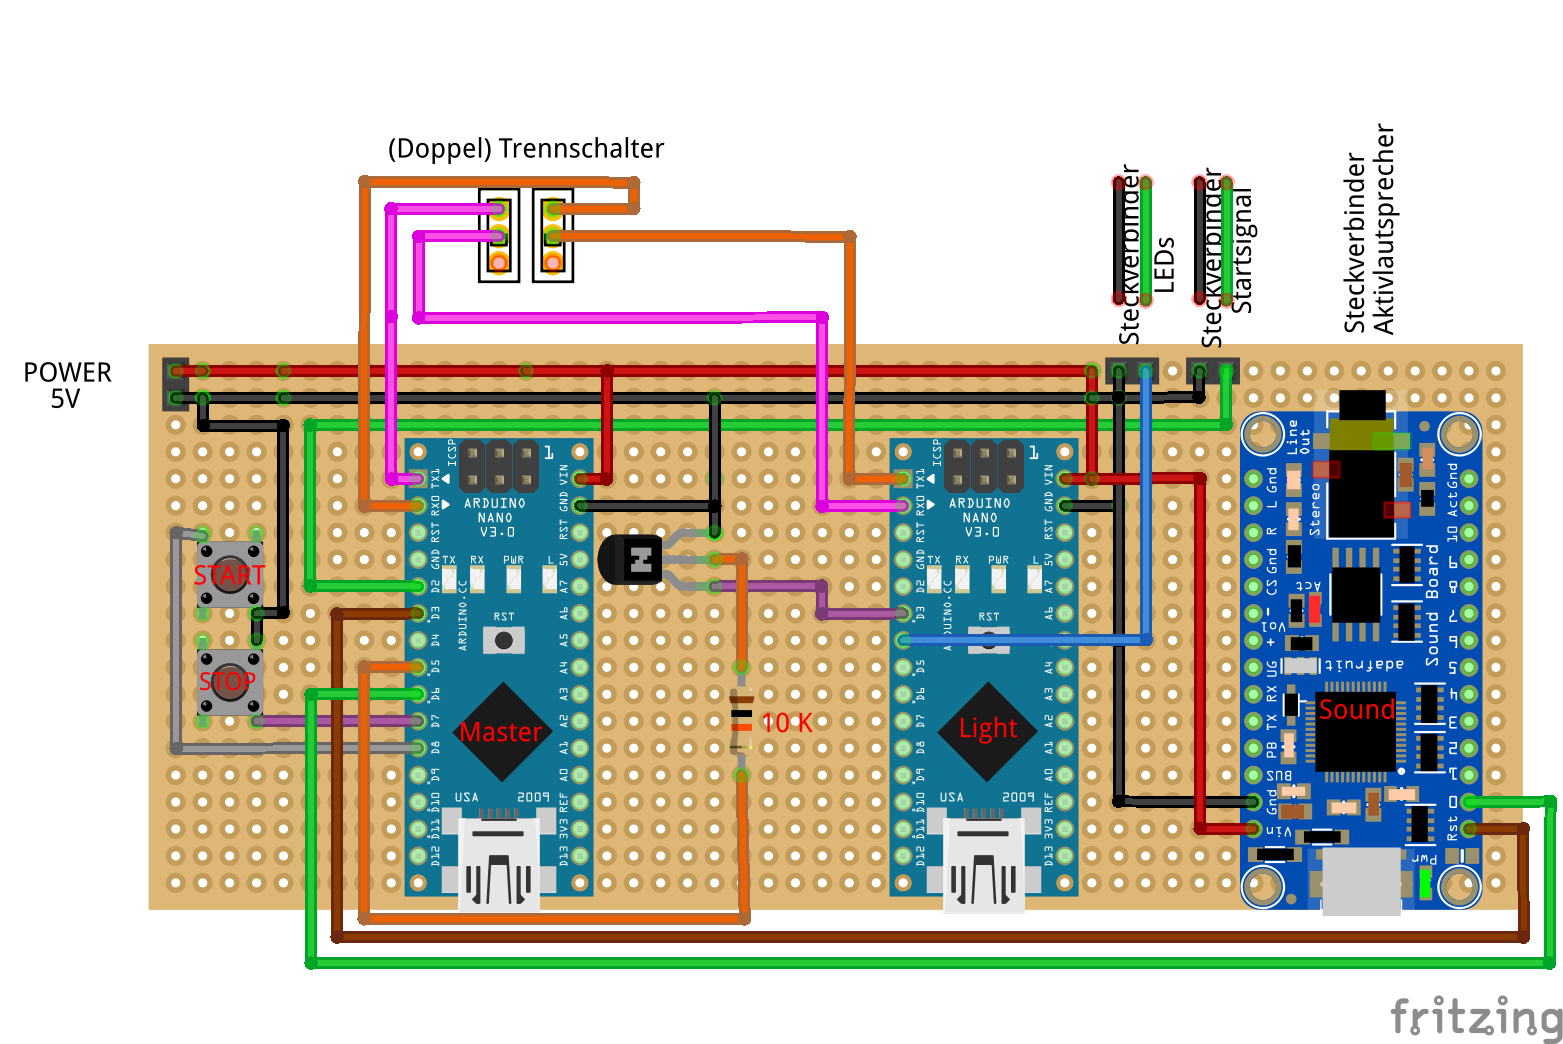 (Doppel) Trennschalter
Steckverbinder
LEDs
Steckverbinder
Startsignal
Steckverbinder
Aktivlautsprecher
POWER
5V
START
STOP
ICSP
1
TX1
RX0
RST
GND
D2
D3
D4
D5
D6
D7
D8
D9
D10
D11
D12
VIN
GND
RST
5V
A7
A6
A5
A4
A3
A2
A1
A0
REF
3V3
D13
ARDUINO
NANO
V3.0
TX
RX
PWR
L
RST
ARDUINO.CC
Master
USA
2009
10 K
ICSP
1
TX1
RX0
RST
GND
D2
D3
D5
D6
D7
D8
D9
D10
D11
D12
VIN
GND
RST
5V
A7
A6
A4
A3
A2
A1
A0
REF
3V3
D13
ARDUINO
NANO
V3.0
TX
RX
PWR
L
RST
ARDUINO.CC
Light
USA
2009
Line
Out
Stereo
Gnd
L
R
Gnd
CS
-
Vol
+
UG
RX
TX
PB
BUS
Gnd
Vin
Act
adafruit
Sound Board
Sound
Gnd
Act
10
9
8
7
6
5
4
3
2
1
0
Rst
Pwr
fritzing